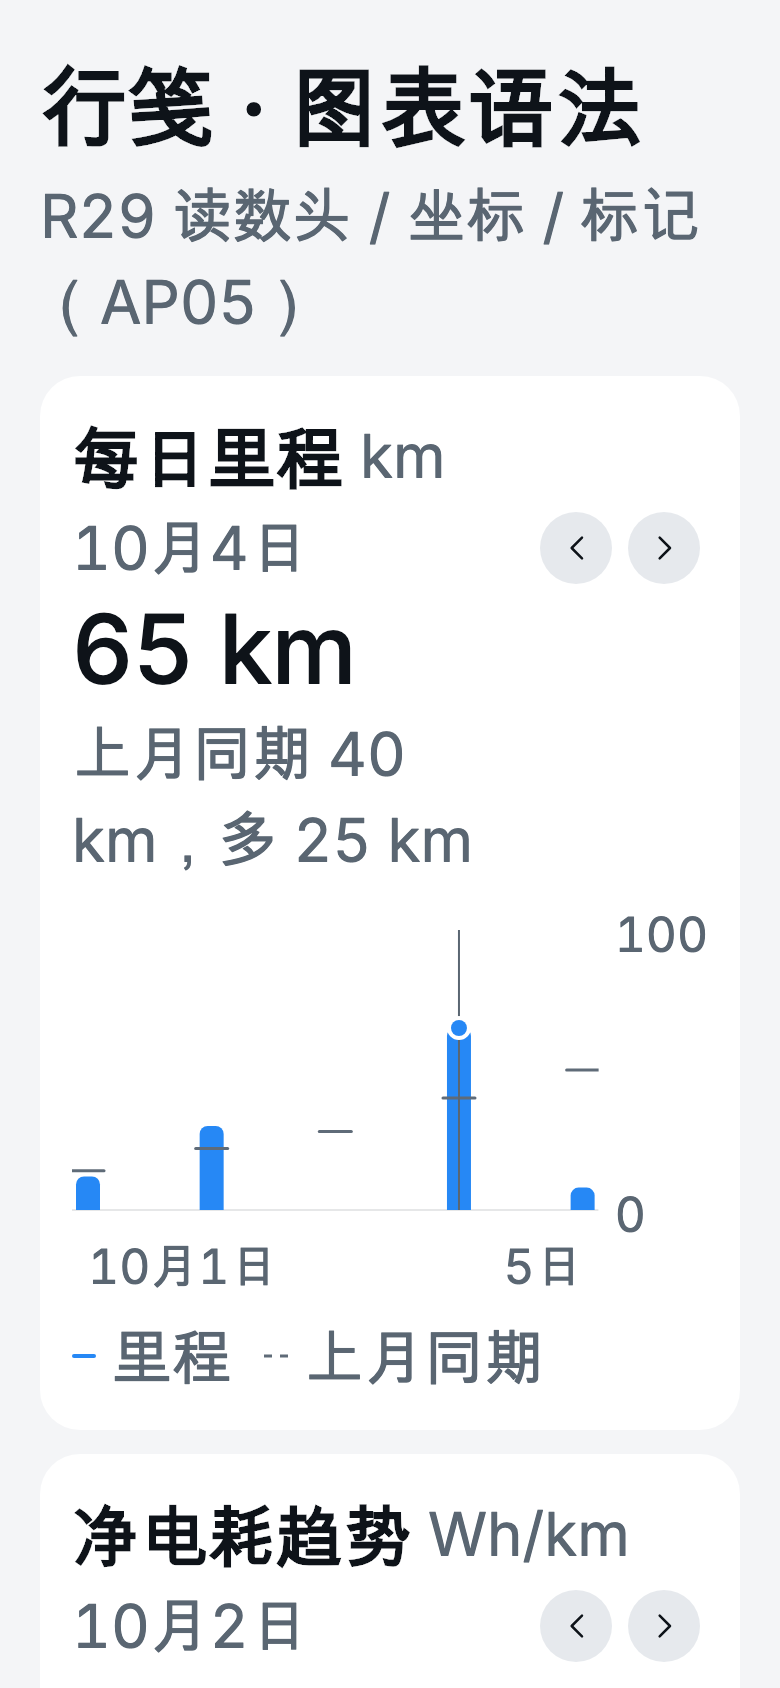 行笺 · 图表语法
R29 读数头 / 坐标 / 标记
（AP05）
每日里程 km
10月4日
65 km
上月同期 40
km，多 25 km
100
0
10月1日 5日
里程 上月同期
净电耗趋势 Wh/km
10月2日